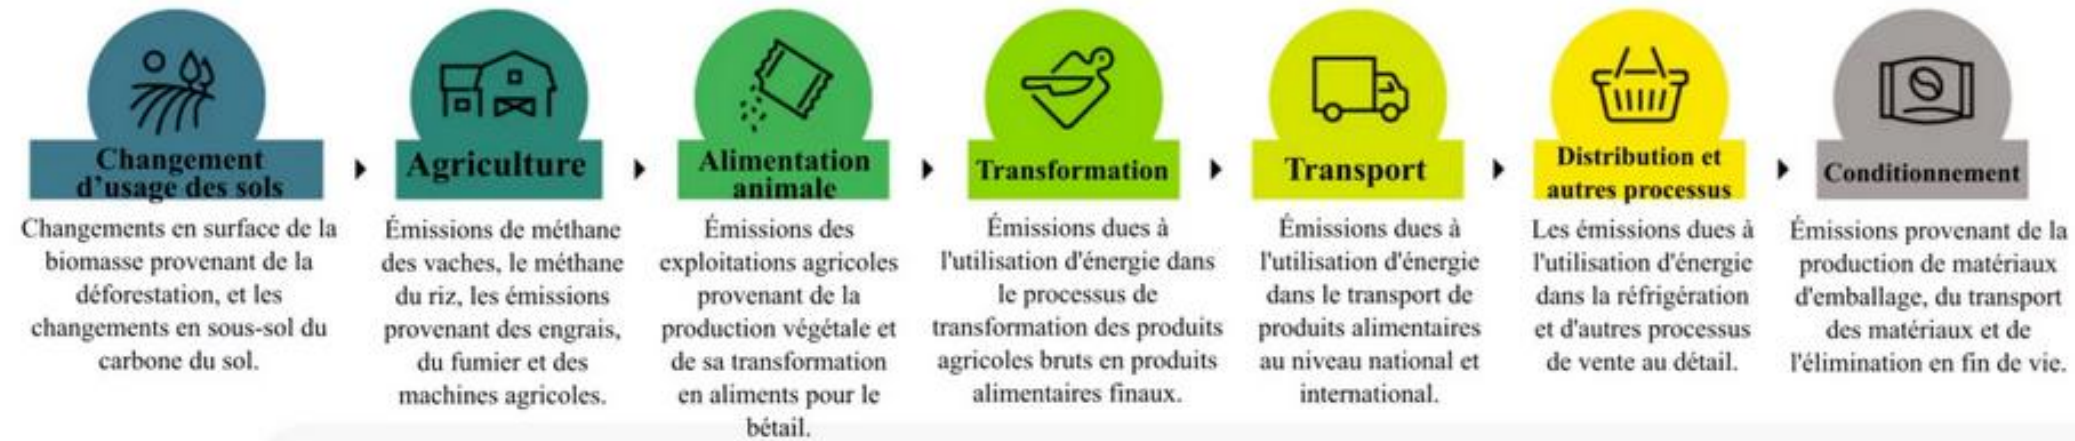 Changement
d'usage des sols
Changements en surface de la
biomasse provenant de la
déforestation, et les
changements en sous-sol du
carbone du sol.
Agriculture
Émissions de méthane
des vaches, le méthane
du riz, les émissions
provenant des engrais,
du fumier et des
machines agricoles.
Alimentation
animale
Émissions des
exploitations agricoles
provenant de la
production végétale et
de sa transformation
en aliments pour le
bétail.
Transformation
Émissions dues à
l'utilisation d'énergie dans
le processus de
transformation des produits
agricoles bruts en produits
alimentaires finaux.
Transport
Émissions dues à
l'utilisation d'énergie
dans le transport de
produits alimentaires
au niveau national et
international.
Distribution et
autres processus
Les émissions dues à
l'utilisation d'énergie
dans la réfrigération
et d'autres processus
de vente au détail.
Conditionnement
Émissions provenant de la
production de matériaux
d'emballage, du transport
des matériaux et de
l'élimination en fin de vie.